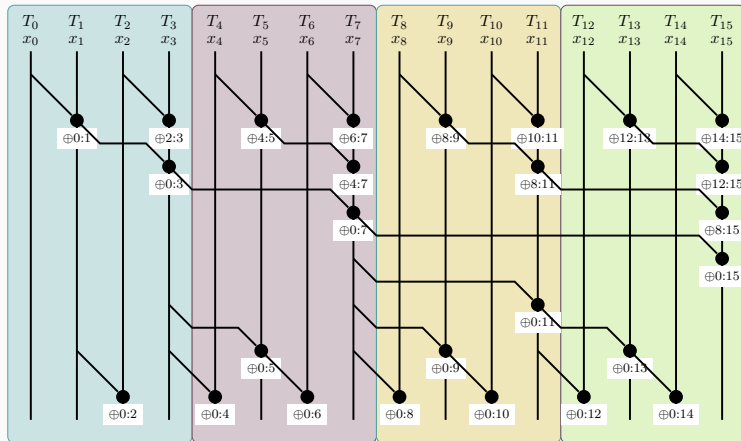 T0 T1 T2 T3 T4 T5 T6 T7 T8 T9 T10 T11 T12 T13 T14 T15
x0 x1 x2 x3 x4 x5 x6 x7 x8 x9 x10 x11 x12 x13 x14 x15
⊕0:1 ⊕2:3 ⊕4:5 ⊕6:7 ⊕8:9 ⊕10:11 ⊕12:13 ⊕14:15
⊕0:3 ⊕4:7 ⊕8:11 ⊕12:15
⊕0:7 ⊕8:15
⊕0:15
⊕0:11
⊕0:5 ⊕0:9 ⊕0:13
⊕0:2 ⊕0:4 ⊕0:6 ⊕0:8 ⊕0:10 ⊕0:12 ⊕0:14